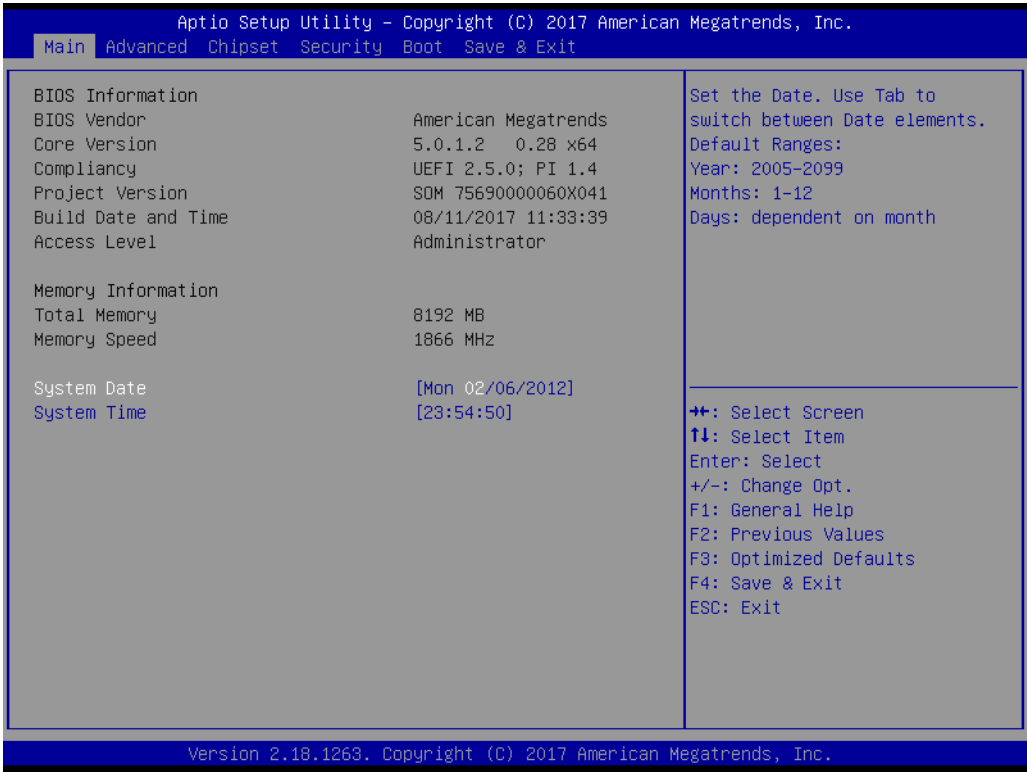 Aptio Setup Utility – Copyright (C) 2017 American Megatrends, Inc.
Main Advanced Chipset Security Boot Save & Exit
BIOS Information
BIOS Vendor American Megatrends
Core Version 5.0.1.2 0.28 x64
Compliancy UEFI 2.5.0; PI 1.4
Project Version SOM 75690000060X041
Build Date and Time 08/11/2017 11:33:39
Access Level Administrator
Memory Information
Total Memory 8192 MB
Memory Speed 1866 MHz
System Date [Mon 02/06/2012]
System Time [23:54:50]
Set the Date. Use Tab to
switch between Date elements.
Default Ranges:
Year: 2005-2099
Months: 1-12
Days: dependent on month
→←: Select Screen
↑↓: Select Item
Enter: Select
+/-: Change Opt.
F1: General Help
F2: Previous Values
F3: Optimized Defaults
F4: Save & Exit
ESC: Exit
Version 2.18.1263. Copyright (C) 2017 American Megatrends, Inc.